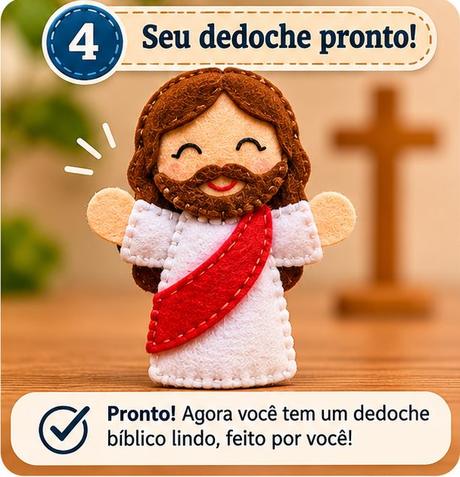 4
Seu dedoche pronto!
Pronto! Agora você tem um dedoche
bíblico lindo, feito por você!